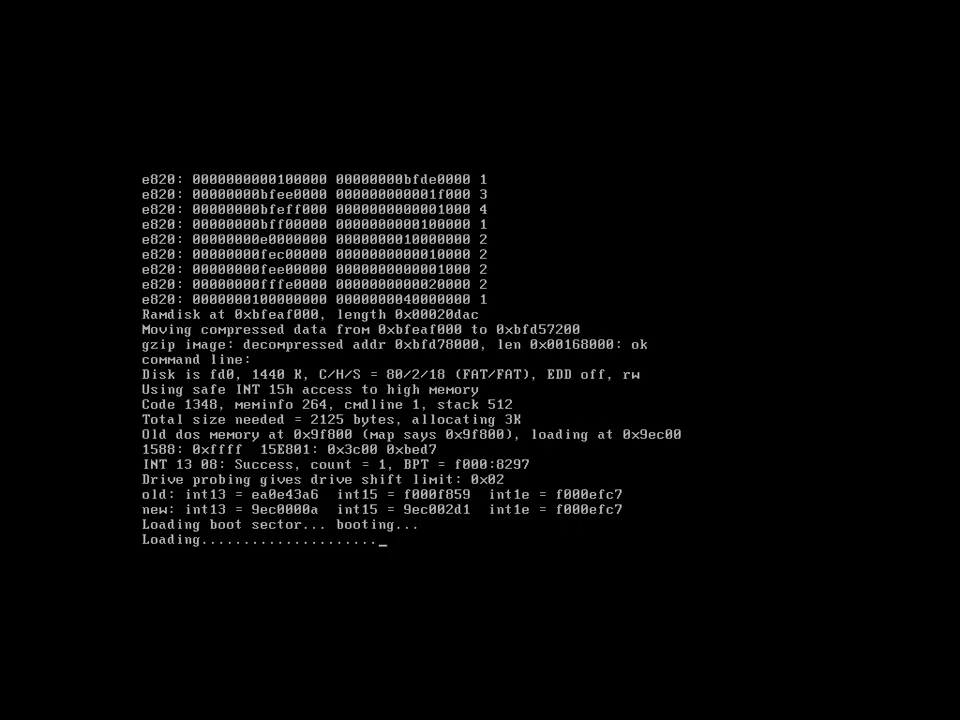 e820: 0000000000100000 00000000bfde0000 1
e820: 00000000bfee0000 000000000001f000 3
e820: 00000000bfeff000 0000000000001000 4
e820: 00000000bff00000 0000000000100000 1
e820: 00000000e0000000 0000000010000000 2
e820: 00000000fec00000 0000000000010000 2
e820: 00000000fee00000 0000000000001000 2
e820: 00000000fffe0000 0000000000020000 2
e820: 0000000100000000 0000000040000000 1
Ramdisk at 0xbfeaf000, length 0x00020dac
Moving compressed data from 0xbfeaf000 to 0xbfd57200
gzip image: decompressed addr 0xbfd78000, len 0x00168000: ok
command line:
Disk is fd0, 1440 K, C/H/S = 80/2/18 (FAT/FAT), EDD off, rw
Using safe INT 15h access to high memory
Code 1348, meminfo 264, cmdline 1, stack 512
Total size needed = 2125 bytes, allocating 3K
Old dos memory at 0x9f800 (map says 0x9f800), loading at 0x9ec00
1588: 0xffff  15E801: 0x3c00 0xbed7
INT 13 08: Success, count = 1, BPT = f000:8297
Drive probing gives drive shift limit: 0x02
old: int13 = ea0e43a6  int15 = f000f859  int1e = f000efc7
new: int13 = 9ec0000a  int15 = 9ec002d1  int1e = f000efc7
Loading boot sector... booting...
Loading....................._